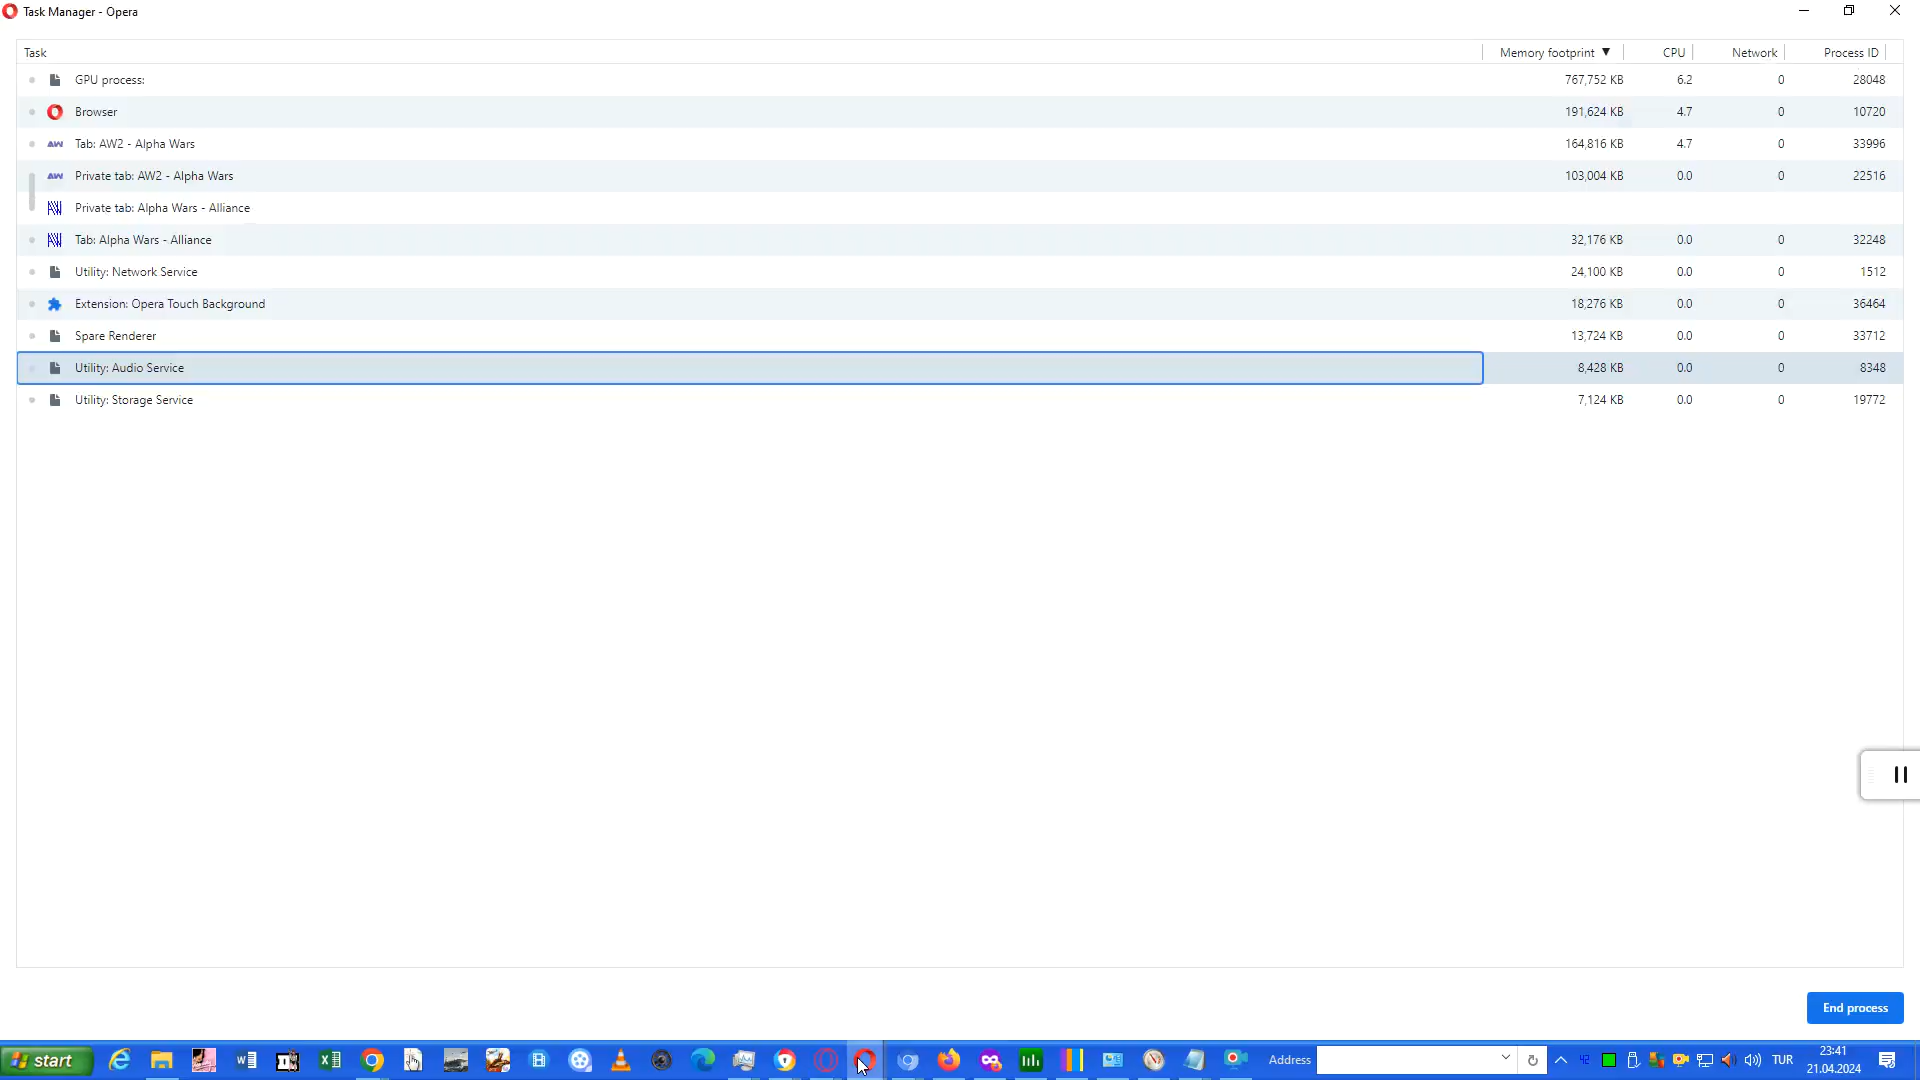 Task Manager - Opera
Task Memory footprint ▼ CPU Network Process ID
GPU process: 767,752 KB 6.2 0 28048
Browser 191,624 KB 4.7 0 10720
Tab: AW2 - Alpha Wars 164,816 KB 4.7 0 33996
Private tab: AW2 - Alpha Wars 103,004 KB 0.0 0 22516
Private tab: Alpha Wars - Alliance
Tab: Alpha Wars - Alliance 32,176 KB 0.0 0 32248
Utility: Network Service 24,100 KB 0.0 0 1512
Extension: Opera Touch Background 18,276 KB 0.0 0 36464
Spare Renderer 13,724 KB 0.0 0 33712
Utility: Audio Service 8,428 KB 0.0 0 8348
Utility: Storage Service 7,124 KB 0.0 0 19772
End process
start Address TUR 23:41
21.04.2024